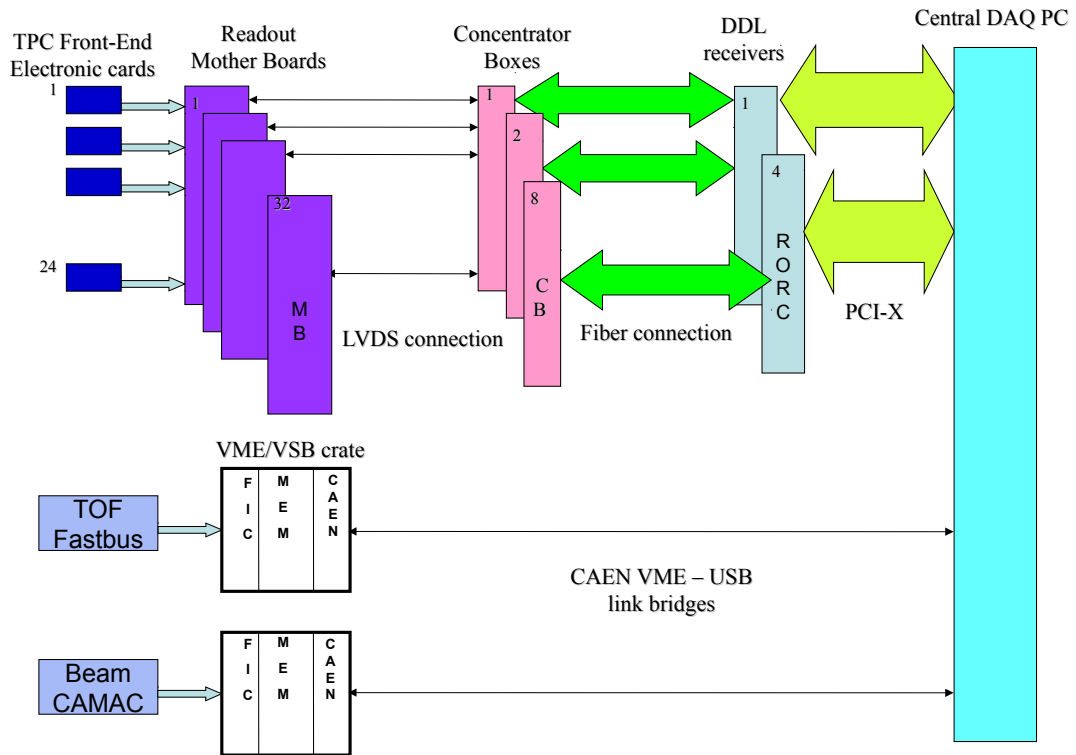 Central DAQ PC
TPC Front-End
Electronic cards
Readout
Mother Boards
Concentrator
Boxes
DDL
receivers
1
24
1
32
M
B
LVDS connection
1
2
8
C
B
Fiber connection
1
4
R
O
R
C
PCI-X
VME/VSB crate
TOF
Fastbus
F
I
C
M
E
M
C
A
E
N
CAEN VME – USB
link bridges
Beam
CAMAC
F
I
C
M
E
M
C
A
E
N